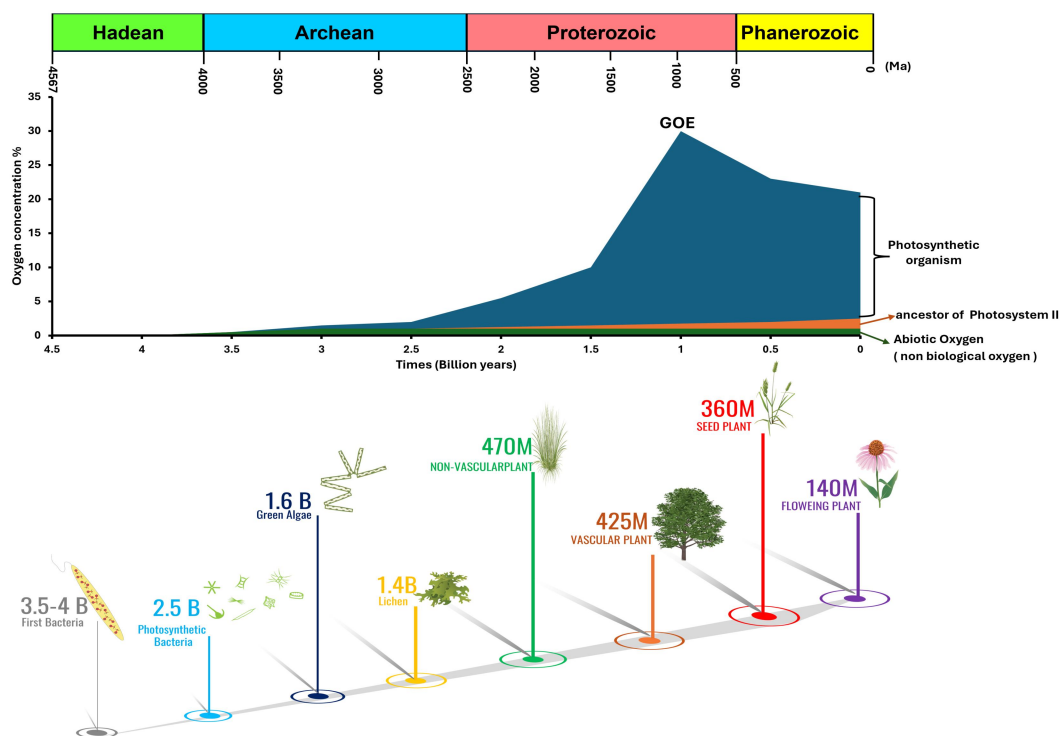 Hadean Archean Proterozoic Phanerozoic
4567 4000 3500 3000 2500 2000 1500 1000 500 0 (Ma)
Oxygen concentration %
35
30
25
20
15
10
5
0
GOE
Photosynthetic
organism
ancestor of Photosystem II
Abiotic Oxygen
( non biological oxygen )
4.5 4 3.5 3 2.5 2 1.5 1 0.5 0
Times (Billion years)
3.5-4 B
First Bacteria
2.5 B
Photosynthetic
Bacteria
1.6 B
Green Algae
1.4B
Lichen
470M
NON-VASCULARPLANT
425M
VASCULAR PLANT
360M
SEED PLANT
140M
FLOWEING PLANT